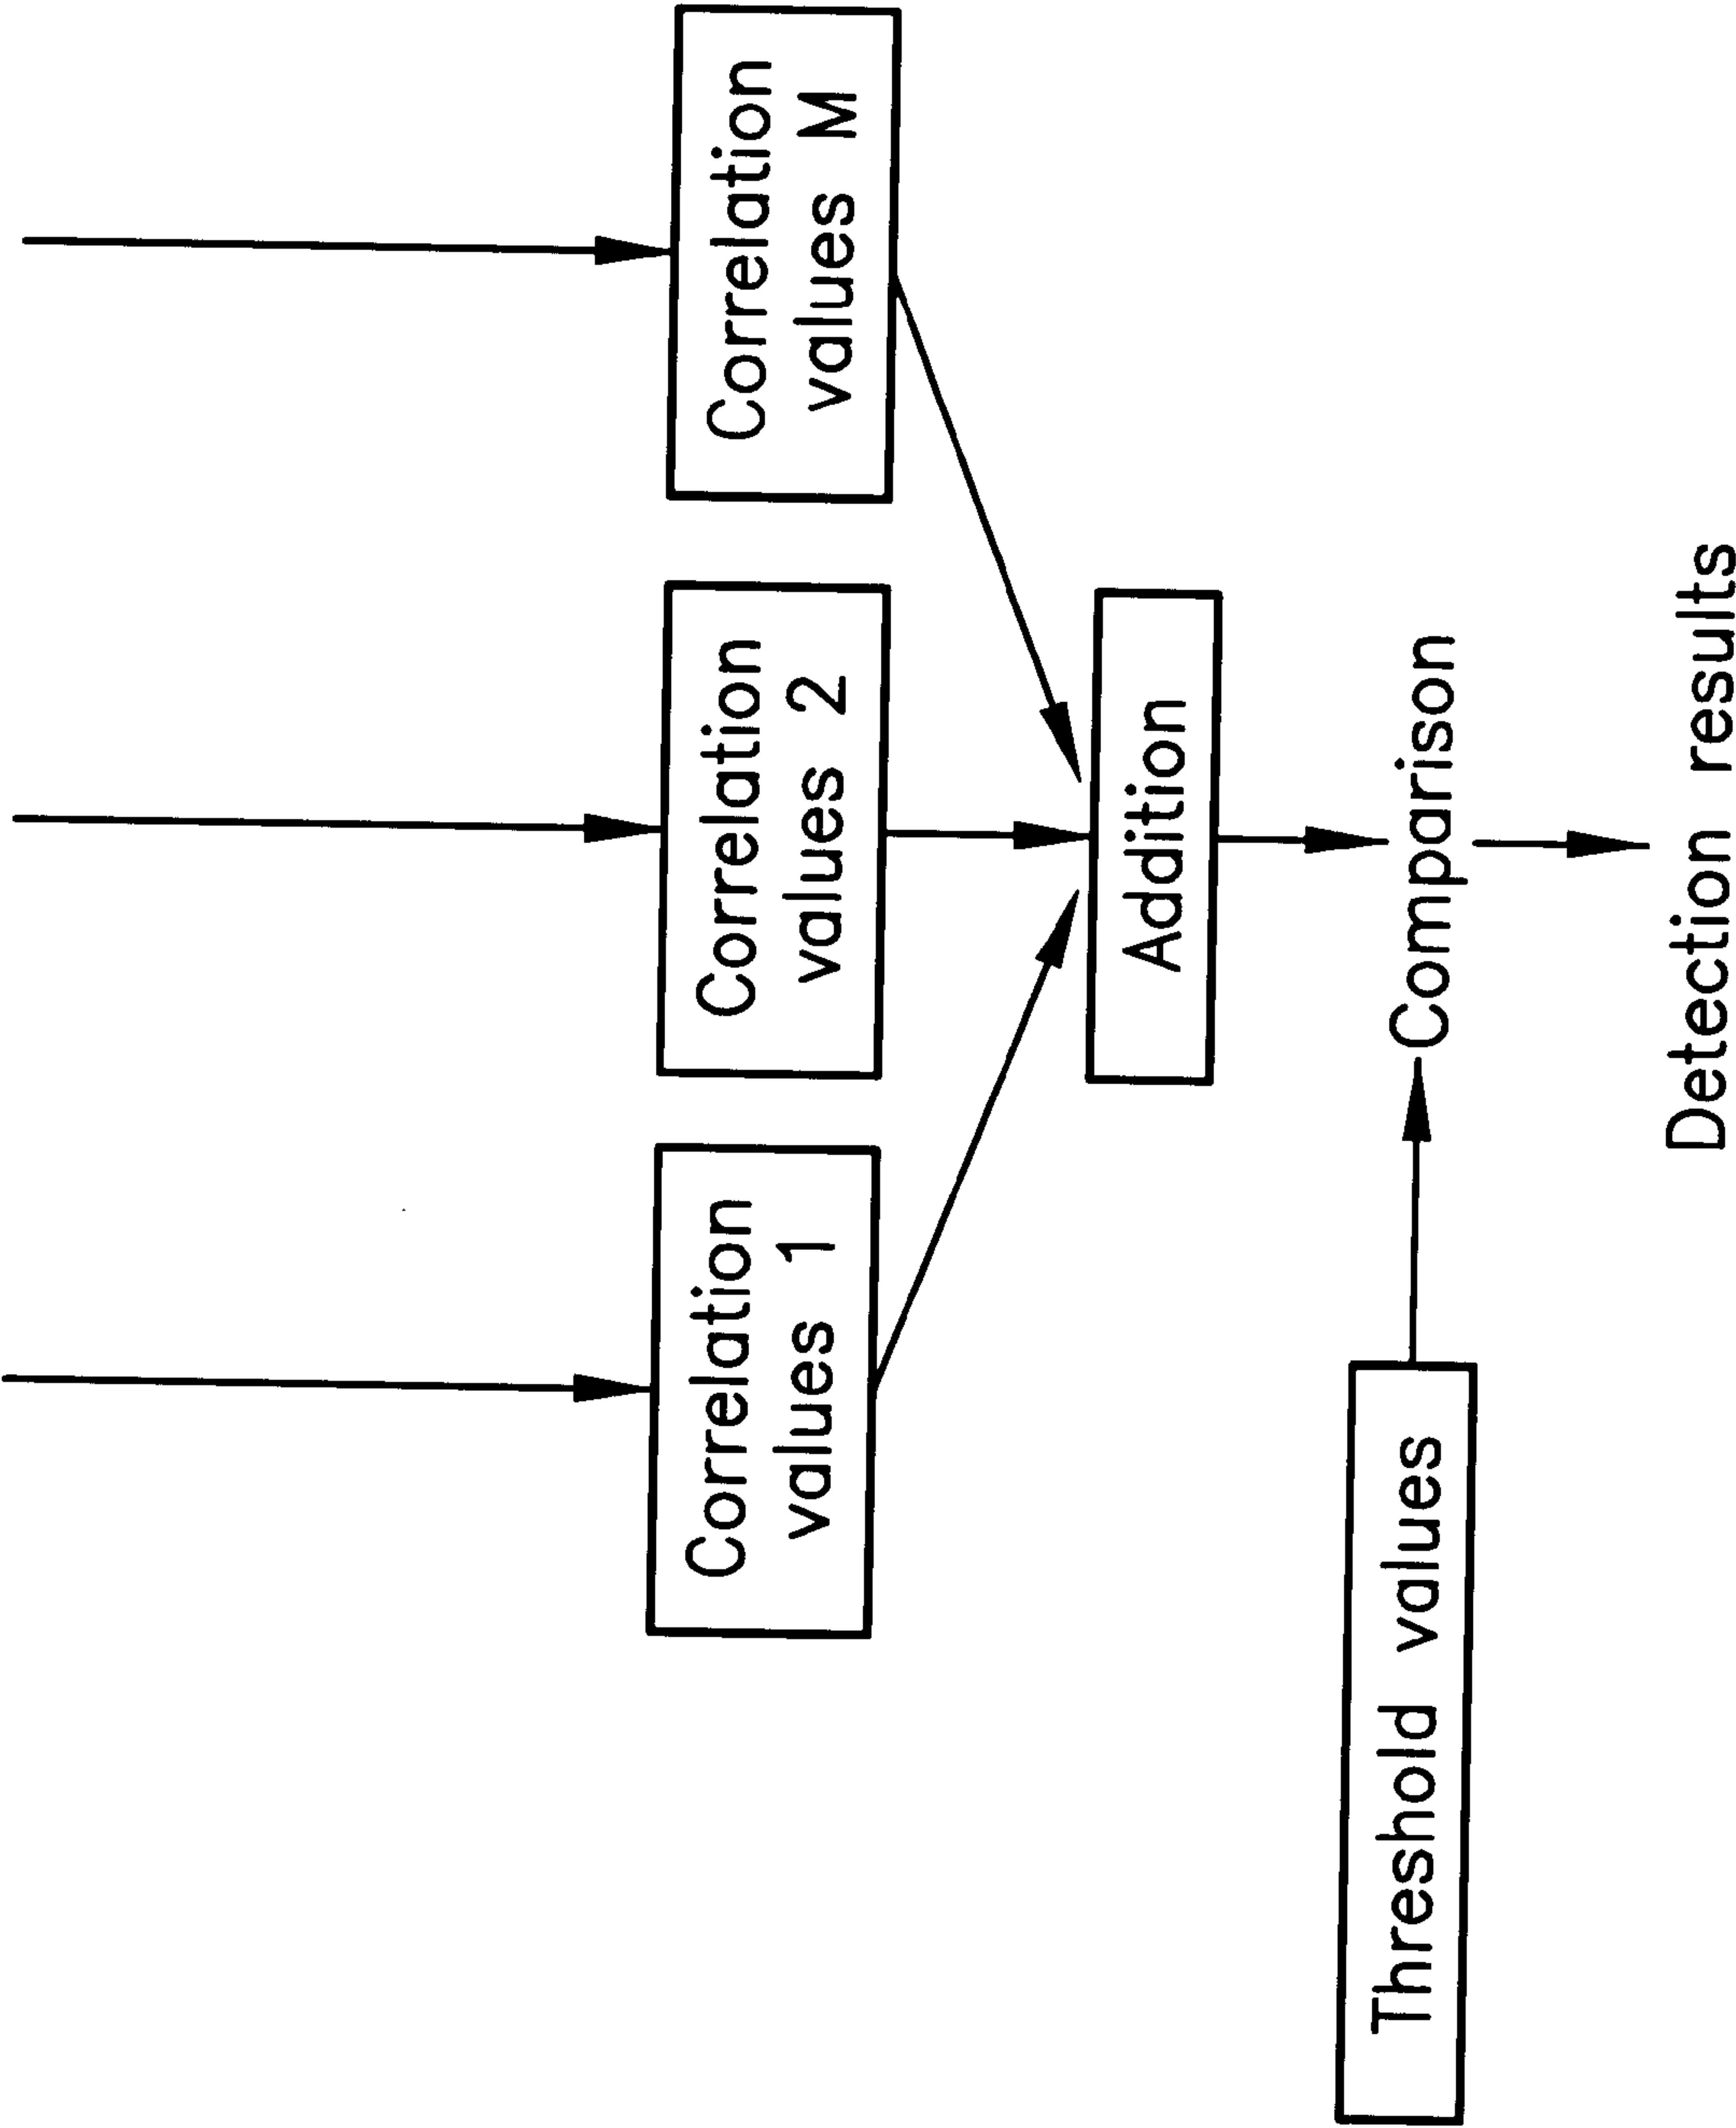 Correlation
values 1
Correlation
values 2
Correlation
values M
Addition
Threshold values
Comparison
Detection results